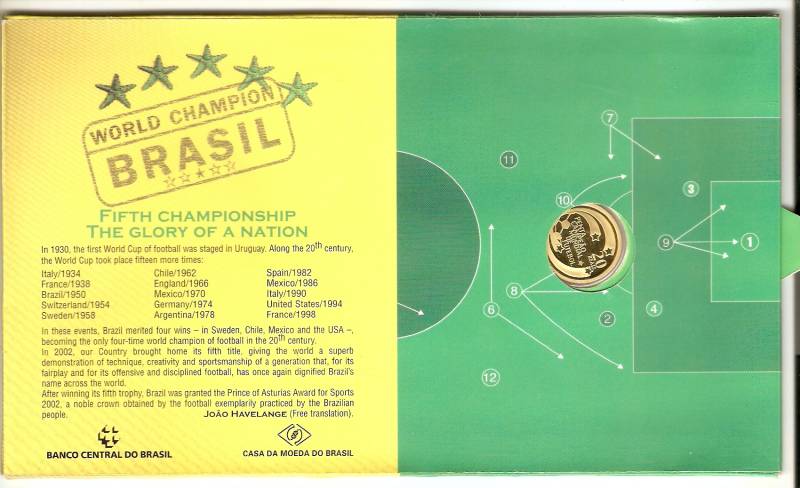 WORLD CHAMPION
BRASIL
FIFTH CHAMPIONSHIP
THE GLORY OF A NATION
In 1930, the first World Cup of football was staged in Uruguay. Along the 20th century,
the World Cup took place fifteen more times:
Italy/1934 Chile/1962 Spain/1982
France/1938 England/1966 Mexico/1986
Brazil/1950 Mexico/1970 Italy/1990
Switzerland/1954 Germany/1974 United States/1994
Sweden/1958 Argentina/1978 France/1998
In these events, Brazil merited four wins – in Sweden, Chile, Mexico and the USA –,
becoming the only four-time world champion of football in the 20th century.
In 2002, our Country brought home its fifth title, giving the world a superb
demonstration of technique, creativity and sportsmanship of a generation that, for its
fairplay and for its offensive and disciplined football, has once again dignified Brazil's
name across the world.
After winning its fifth trophy, Brazil was granted the Prince of Asturias Award for Sports
2002, a noble crown obtained by the football exemplarily practiced by the Brazilian
people. JOÃO HAVELANGE (Free translation).
BANCO CENTRAL DO BRASIL
CASA DA MOEDA DO BRASIL
7
11
3
10
9
1
8
6
4
2
12
20
REAIS